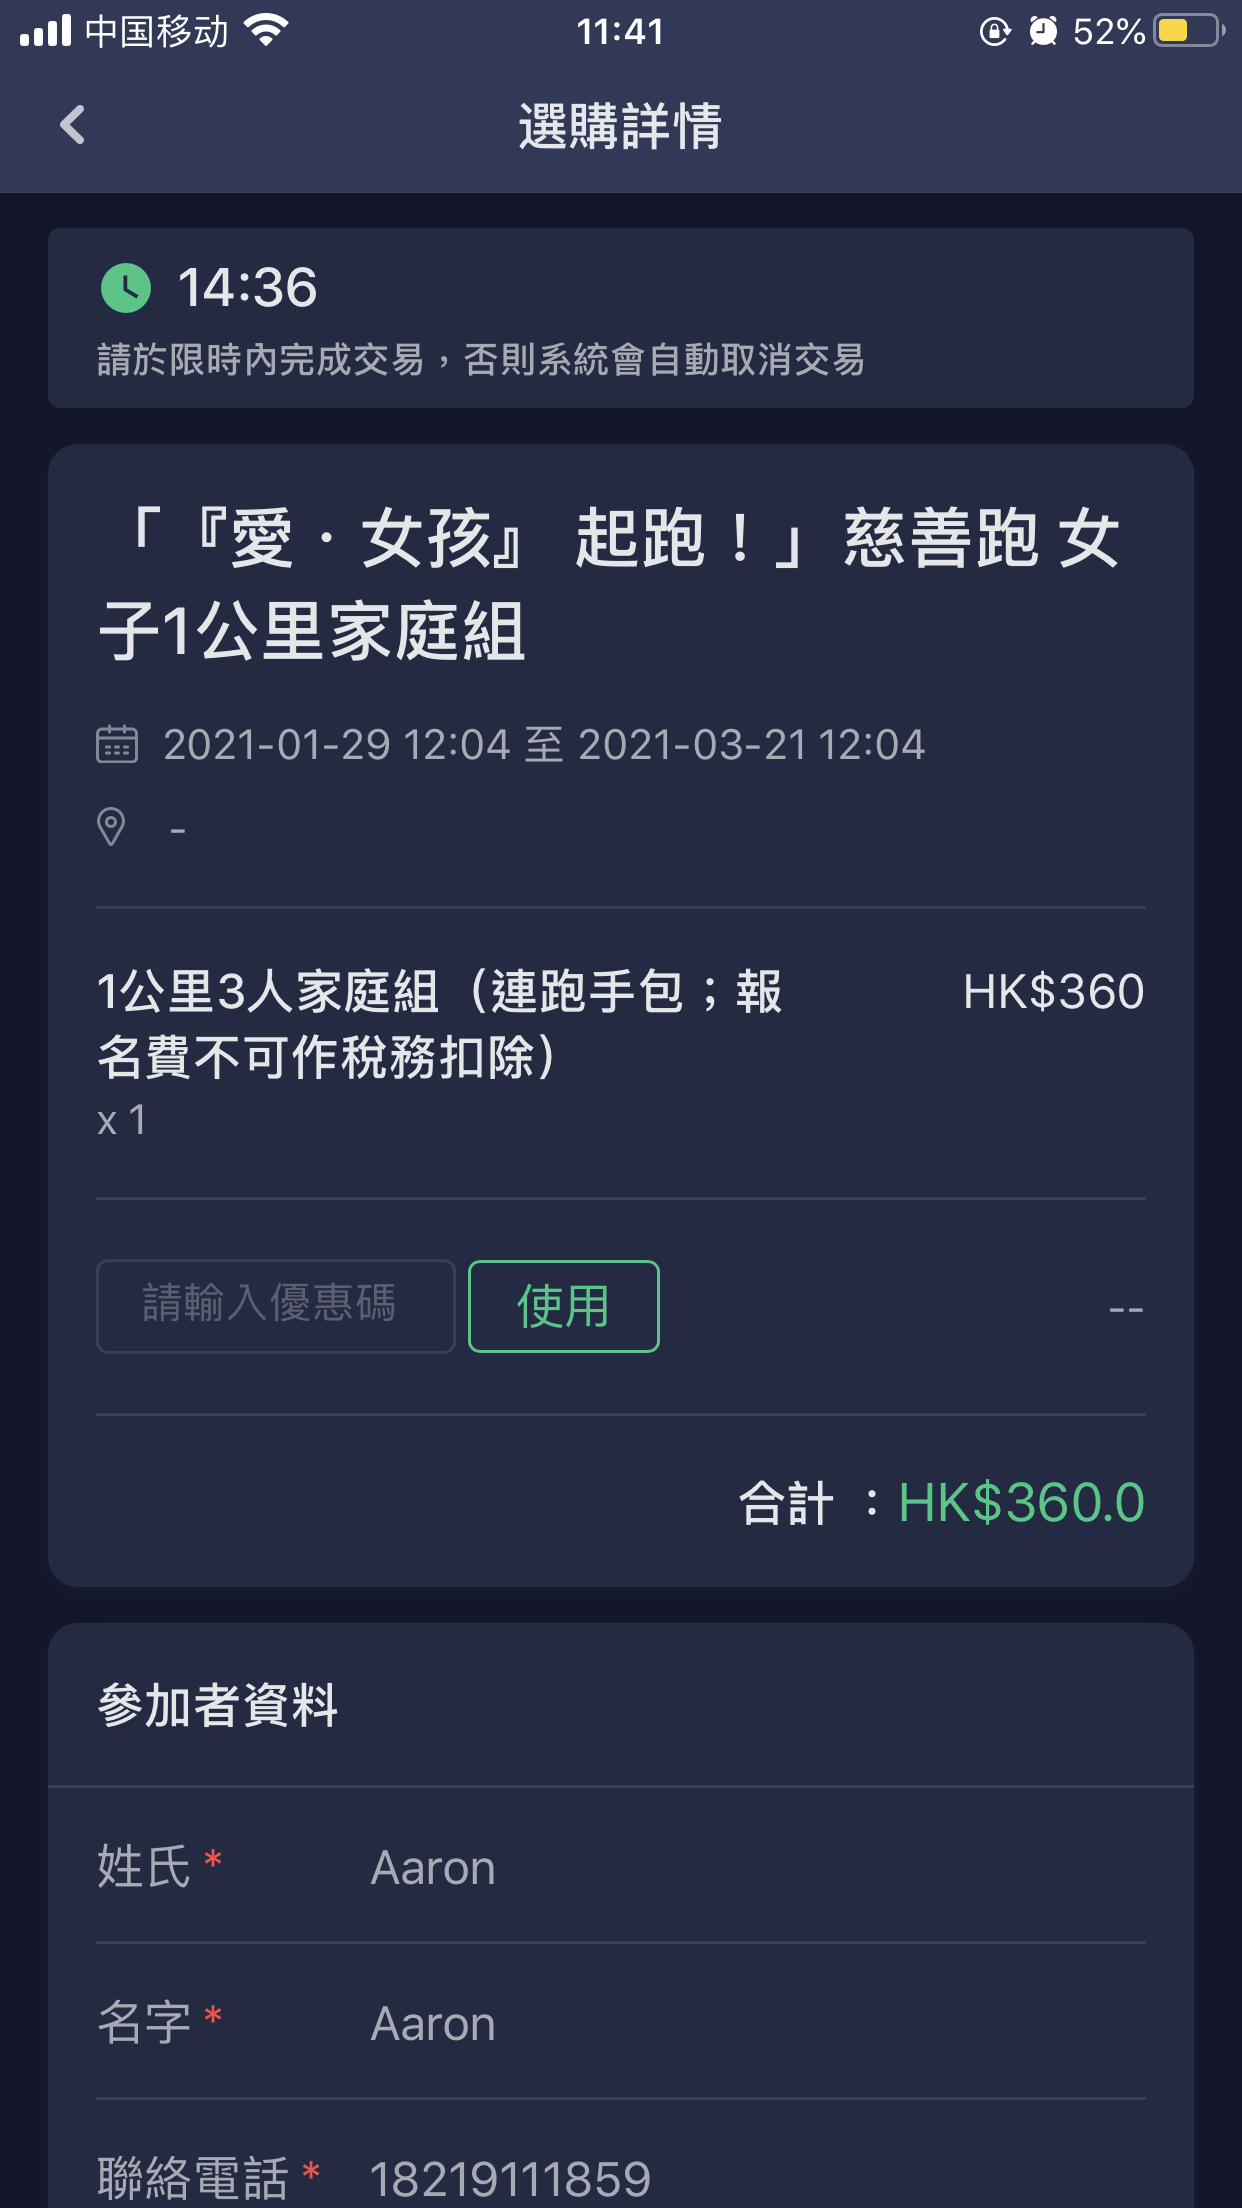 中国移动 11:41 52%
選購詳情
14:36
請於限時內完成交易，否則系統會自動取消交易
「『愛 · 女孩』 起跑！」慈善跑 女
子1公里家庭組
2021-01-29 12:04 至 2021-03-21 12:04
-
1公里3人家庭組（連跑手包；報 HK$360
名費不可作稅務扣除）
x 1
請輸入優惠碼 使用 --
合計 ：HK$360.0
參加者資料
姓氏 * Aaron
名字 * Aaron
聯絡電話 * 18219111859